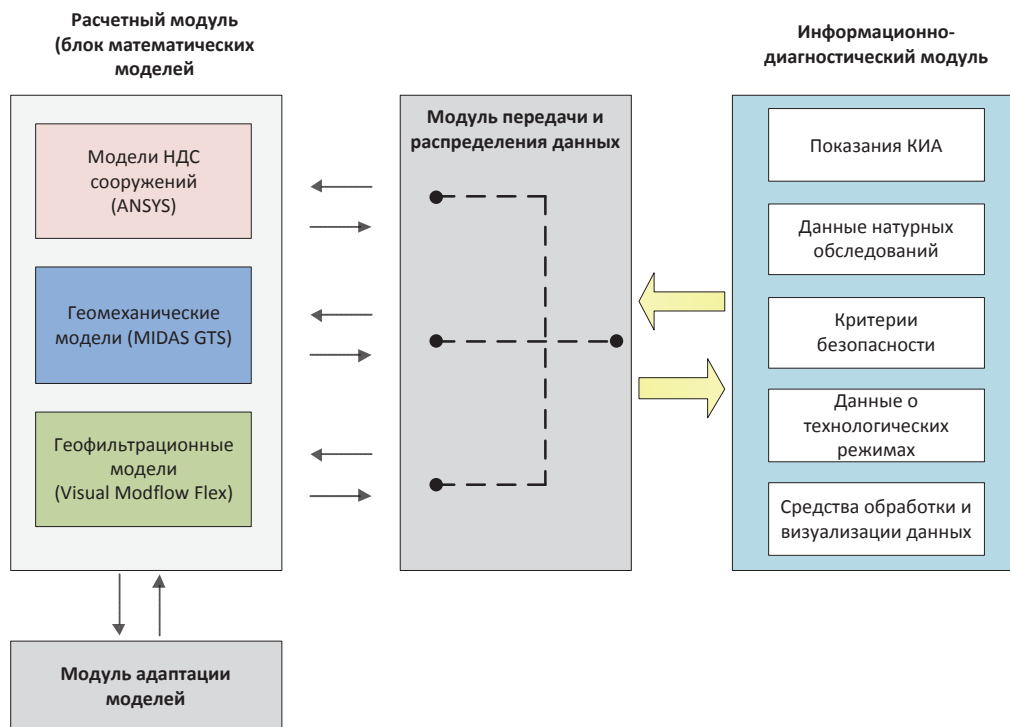 Расчетный модуль
(блок математических
моделей
Модели НДС
сооружений
(ANSYS)
Геомеханические
модели (MIDAS GTS)
Геофильтрационные
модели
(Visual Modflow Flex)
Модуль адаптации
моделей
Модуль передачи и
распределения данных
Информационно-
диагностический модуль
Показания КИА
Данные натурных
обследований
Критерии
безопасности
Данные о
технологических
режимах
Средства обработки и
визуализации данных